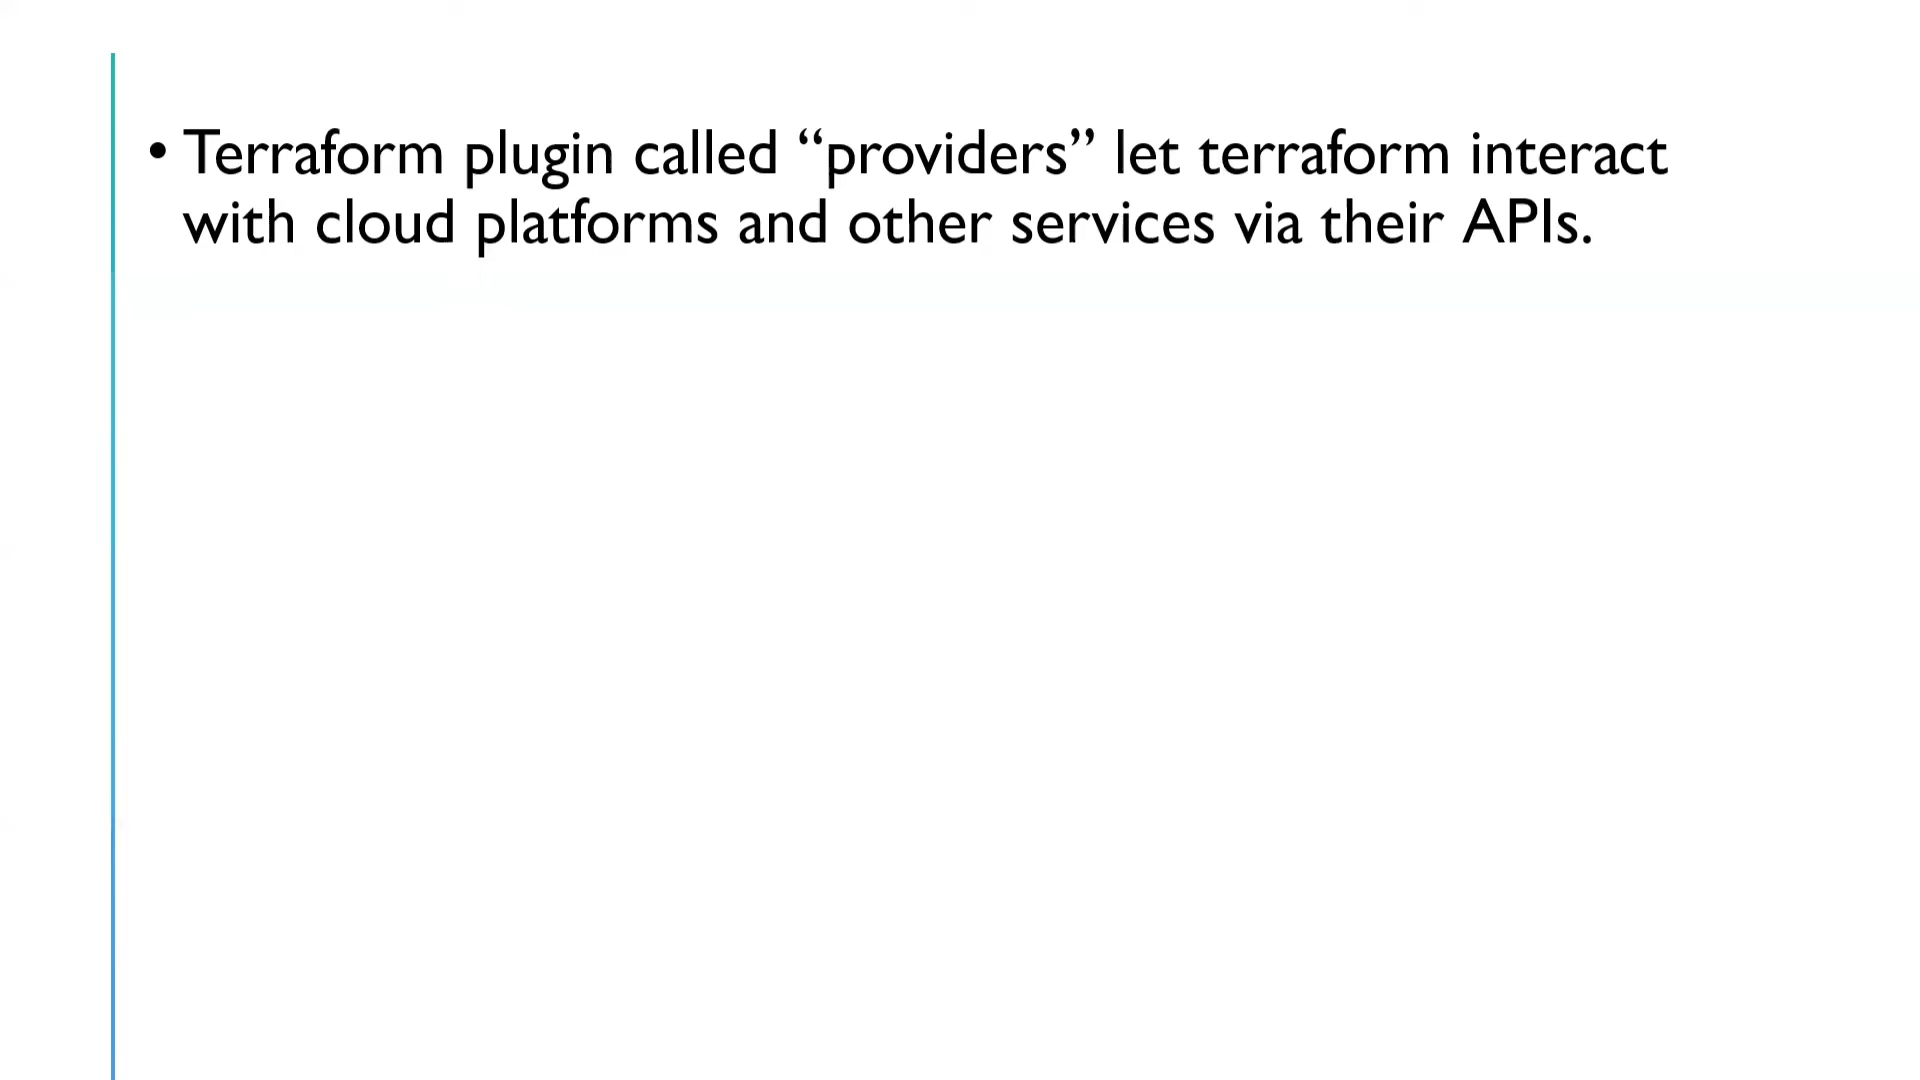 • Terraform plugin called “providers” let terraform interact
with cloud platforms and other services via their APIs.